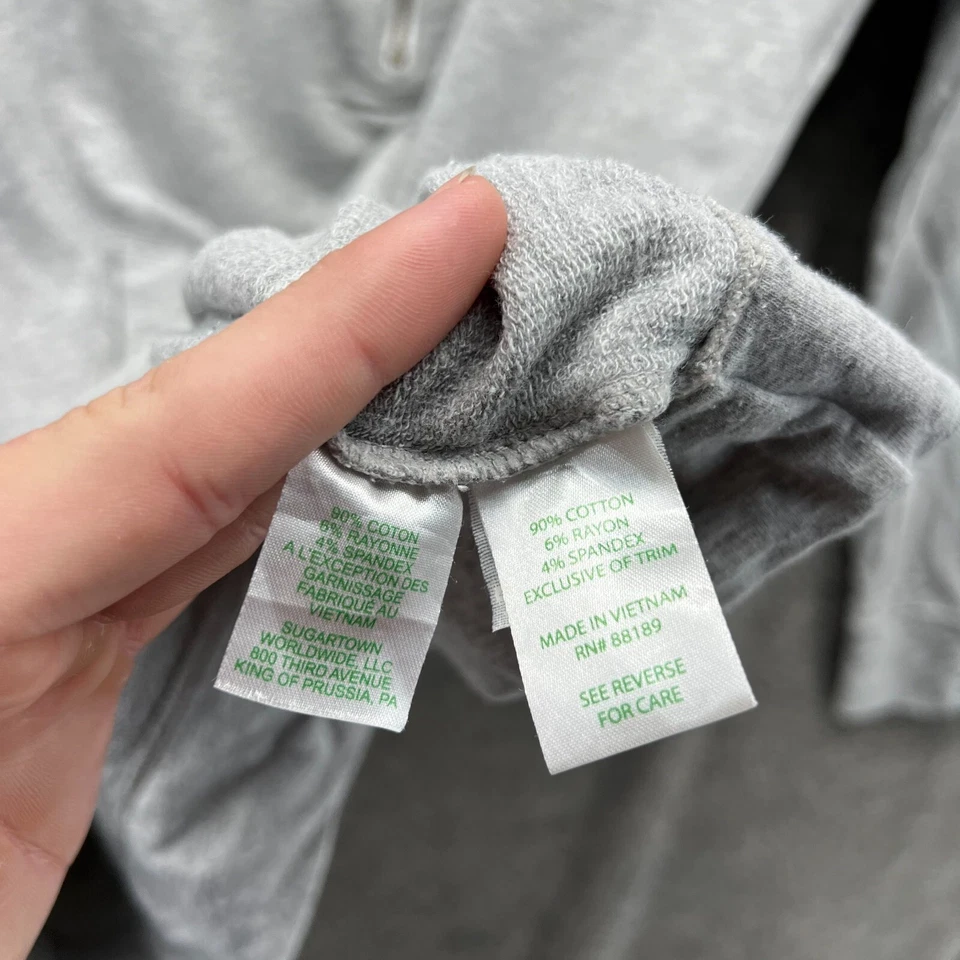 90% COTON
6% RAYONNE
4% SPANDEX
A L'EXCEPTION DES
GARNISSAGE
FABRIQUÉ AU
VIETNAM
SUGARTOWN
WORLDWIDE, LLC
800 THIRD AVENUE
KING OF PRUSSIA, PA
90% COTTON
6% RAYON
4% SPANDEX
EXCLUSIVE OF TRIM
MADE IN VIETNAM
RN# 88189
SEE REVERSE
FOR CARE